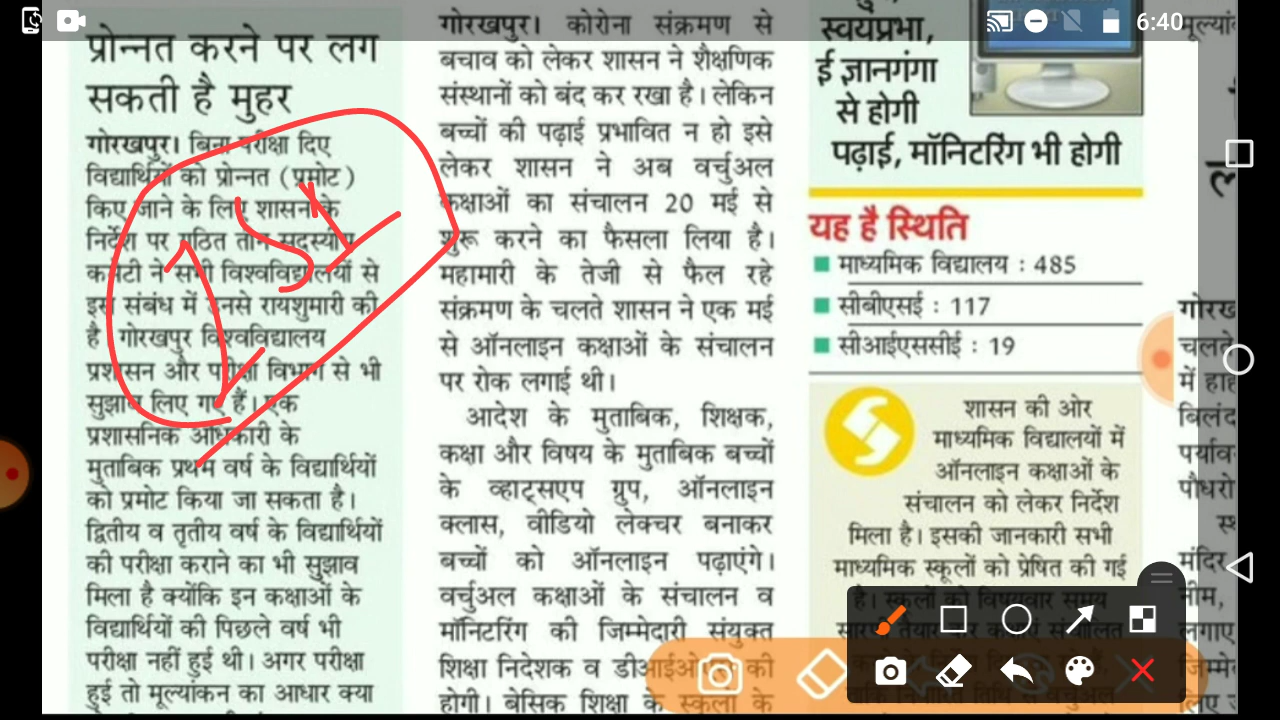 6:40
प्रोन्नत करने पर लग
सकती है मुहर
गोरखपुर। बिना परीक्षा दिए
विद्यार्थियों को प्रोन्नत (प्रमोट)
किए जाने के लिए शासन के
निर्देश पर गठित तीन सदस्यीय
कमेटी ने सभी विश्वविद्यालयों से
इस संबंध में उनसे रायशुमारी की
है। गोरखपुर विश्वविद्यालय
प्रशासन और परीक्षा विभाग से भी
सुझाव लिए गए हैं। एक
प्रशासनिक अधिकारी के
मुताबिक प्रथम वर्ष के विद्यार्थियों
को प्रमोट किया जा सकता है।
द्वितीय व तृतीय वर्ष के विद्यार्थियों
की परीक्षा कराने का भी सुझाव
मिला है क्योंकि इन कक्षाओं के
विद्यार्थियों की पिछले वर्ष भी
परीक्षा नहीं हुई थी। अगर परीक्षा
हुई तो मूल्यांकन का आधार क्या
1st
गोरखपुर। कोरोना संक्रमण से
बचाव को लेकर शासन ने शैक्षणिक
संस्थानों को बंद कर रखा है। लेकिन
बच्चों की पढ़ाई प्रभावित न हो इसे
लेकर शासन ने अब वर्चुअल
कक्षाओं का संचालन 20 मई से
शुरू करने का फैसला लिया है।
महामारी के तेजी से फैल रहे
संक्रमण के चलते शासन ने एक मई
से ऑनलाइन कक्षाओं के संचालन
पर रोक लगाई थी।
आदेश के मुताबिक, शिक्षक,
कक्षा और विषय के मुताबिक बच्चों
के व्हाट्सएप ग्रुप, ऑनलाइन
क्लास, वीडियो लेक्चर बनाकर
बच्चों को ऑनलाइन पढ़ाएंगे।
वर्चुअल कक्षाओं के संचालन व
मॉनिटरिंग की जिम्मेदारी संयुक्त
शिक्षा निदेशक व डीआईओएस की
होगी। बेसिक शिक्षा के स्कूलों के
स्वयंप्रभा,
ई ज्ञानगंगा
से होगी
पढ़ाई, मॉनिटरिंग भी होगी
यह है स्थिति
माध्यमिक विद्यालय : 485
सीबीएसई : 117
सीआईएससीई : 19
शासन की ओर
माध्यमिक विद्यालयों में
ऑनलाइन कक्षाओं के
संचालन को लेकर निर्देश
मिला है। इसकी जानकारी सभी
माध्यमिक स्कूलों को प्रेषित की गई
है। स्कूलों को विषयवार समय
चलते
में
पौधरो
मंदिर
नीम,
लगाए
लिए